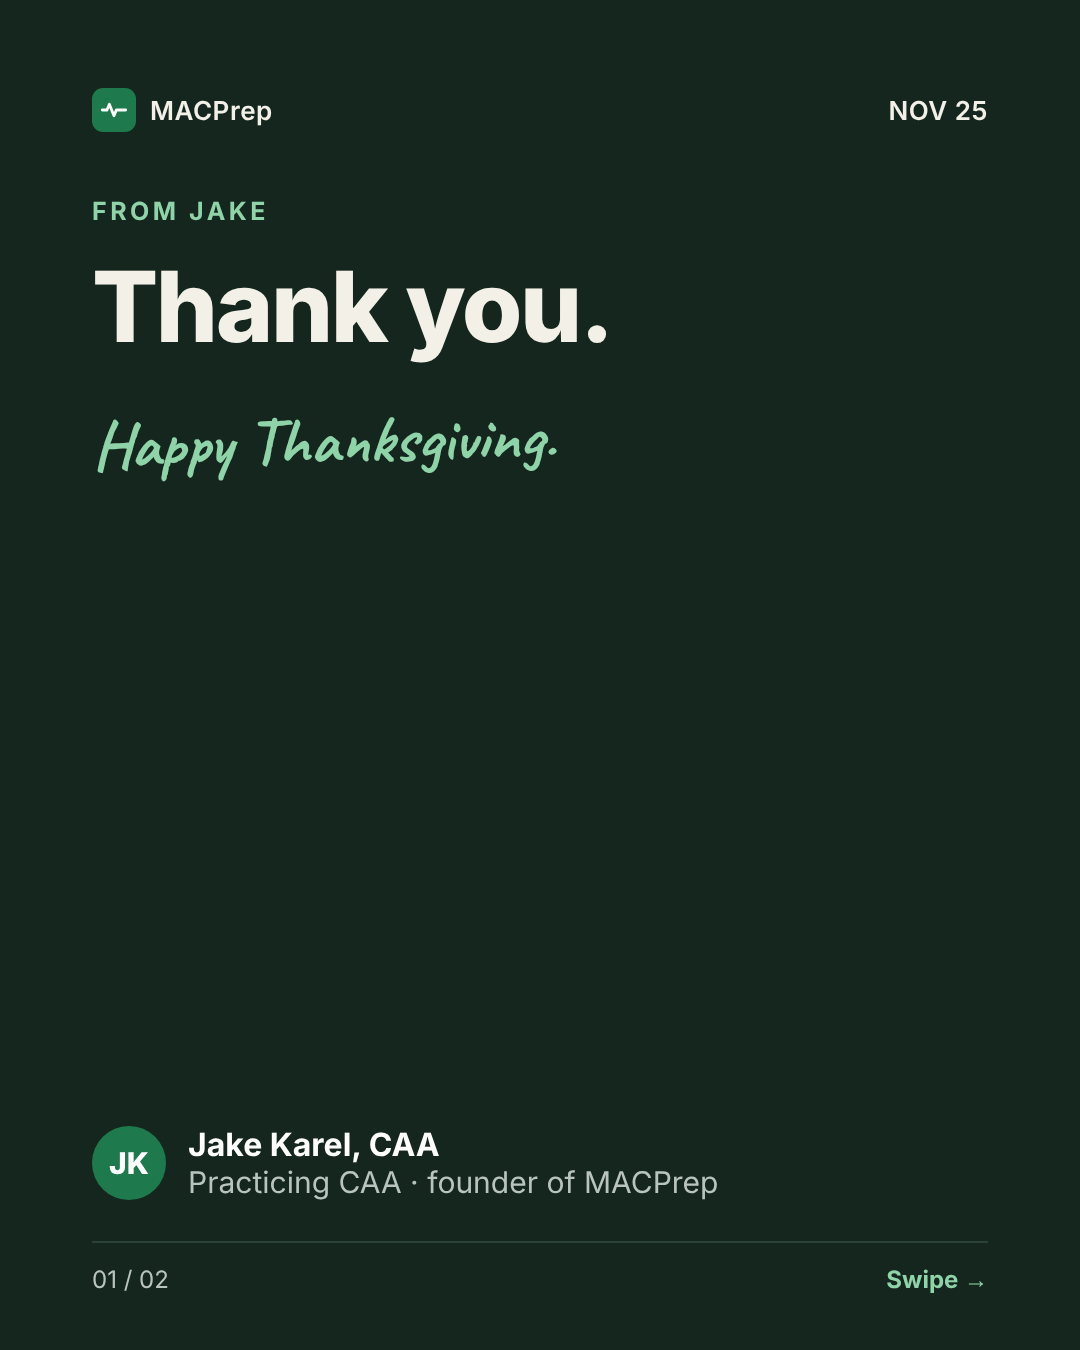 MACPrep
NOV 25
FROM JAKE
Thank you.
Happy Thanksgiving.
JK
Jake Karel, CAA
Practicing CAA · founder of MACPrep
01 / 02
Swipe →